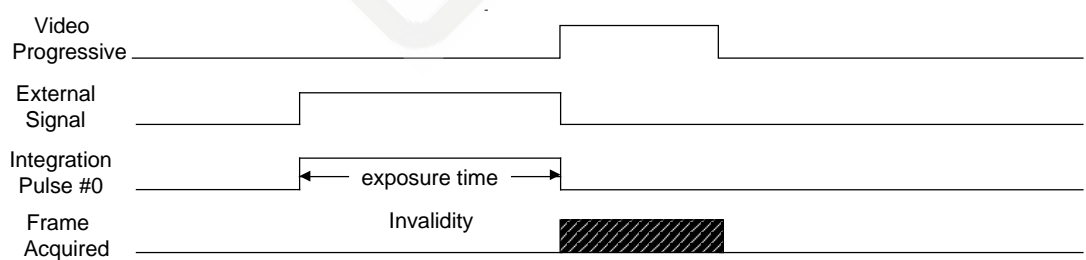 Video
Progressive
External
Signal
Integration
Pulse #0
exposure time
Frame
Acquired
Invalidity